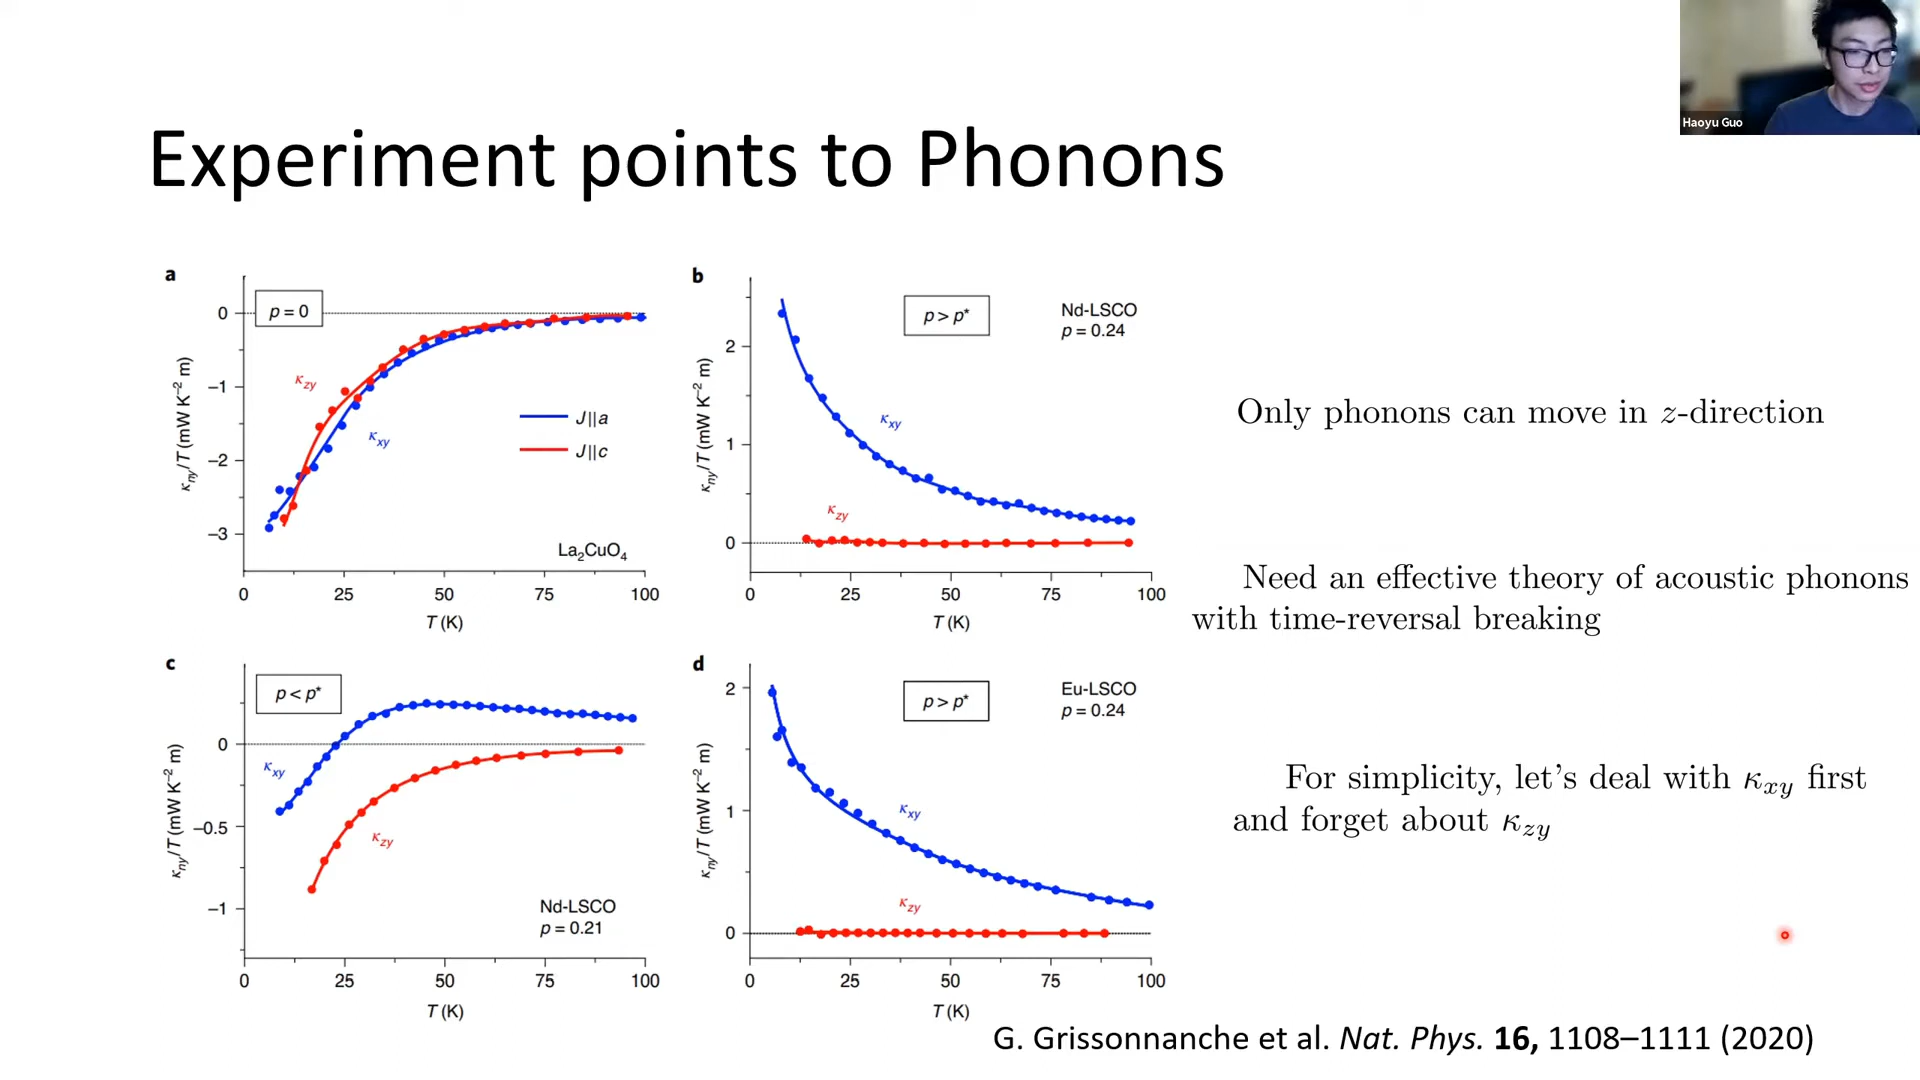 Haoyu Guo
Experiment points to Phonons
a
p = 0
κzy
κxy
J||a
J||c
La2CuO4
κny/T (mW K−2 m)
0
−1
−2
−3
0 25 50 75 100
T (K)
b
p > p*
Nd-LSCO
p = 0.24
κxy
κzy
κny/T (mW K−2 m)
2
1
0
0 25 50 75 100
T (K)
c
p < p*
κxy
κzy
Nd-LSCO
p = 0.21
κny/T (mW K−2 m)
0
−0.5
−1
0 25 50 75 100
T (K)
d
p > p*
Eu-LSCO
p = 0.24
κxy
κzy
κny/T (mW K−2 m)
2
1
0
0 25 50 75 100
T (K)
Only phonons can move in z-direction
Need an effective theory of acoustic phonons
with time-reversal breaking
For simplicity, let's deal with κxy first
and forget about κzy
G. Grissonnanche et al. Nat. Phys. 16, 1108–1111 (2020)